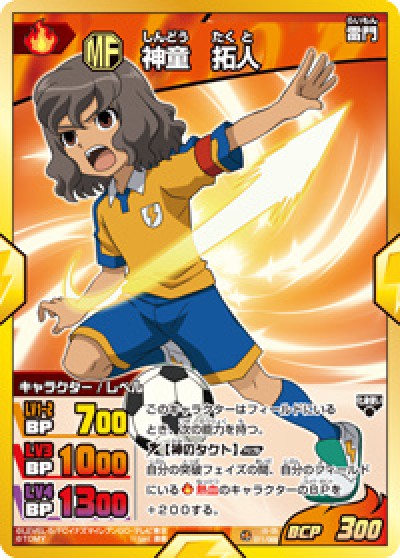 MF
しんどう たくと
神童 拓人
らいもん
雷門
キャラクター/レベル
LV1-2 BP 700
LV3 BP 1000
LV4 BP 1300
このキャラクターはフィールドにいる
とき、次の能力を持つ。
【神のタクト】
自分の突破フェイズの間、自分のフィールド
にいる熱血のキャラクターのBPを
+200する。
©TOMY
BCP 300